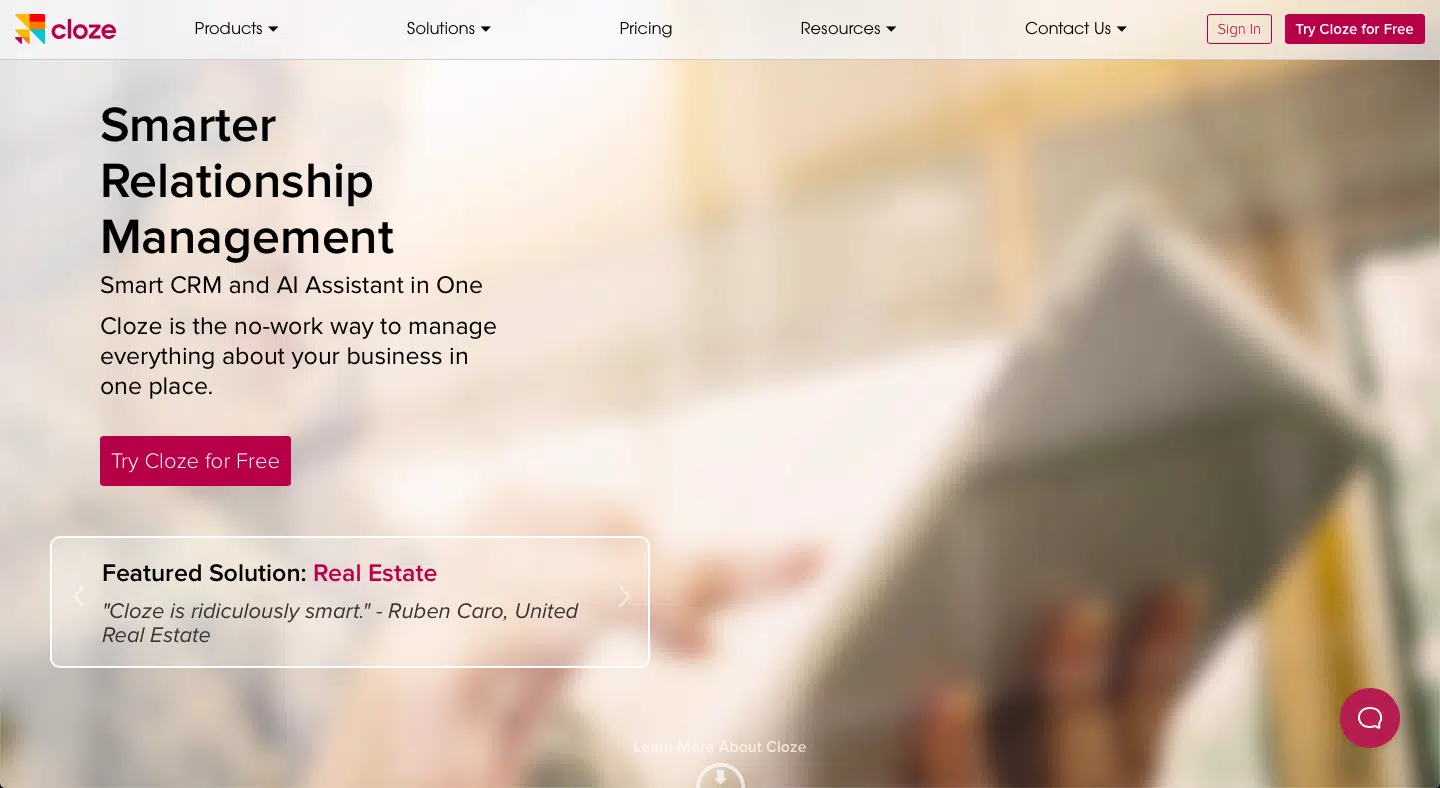 cloze
Products
Solutions
Pricing
Resources
Contact Us
Sign In
Try Cloze for Free
Smarter
Relationship
Management
Smart CRM and AI Assistant in One
Cloze is the no-work way to manage
everything about your business in
one place.
Try Cloze for Free
Featured Solution: Real Estate
"Cloze is ridiculously smart." - Ruben Caro, United
Real Estate
Learn More About Cloze